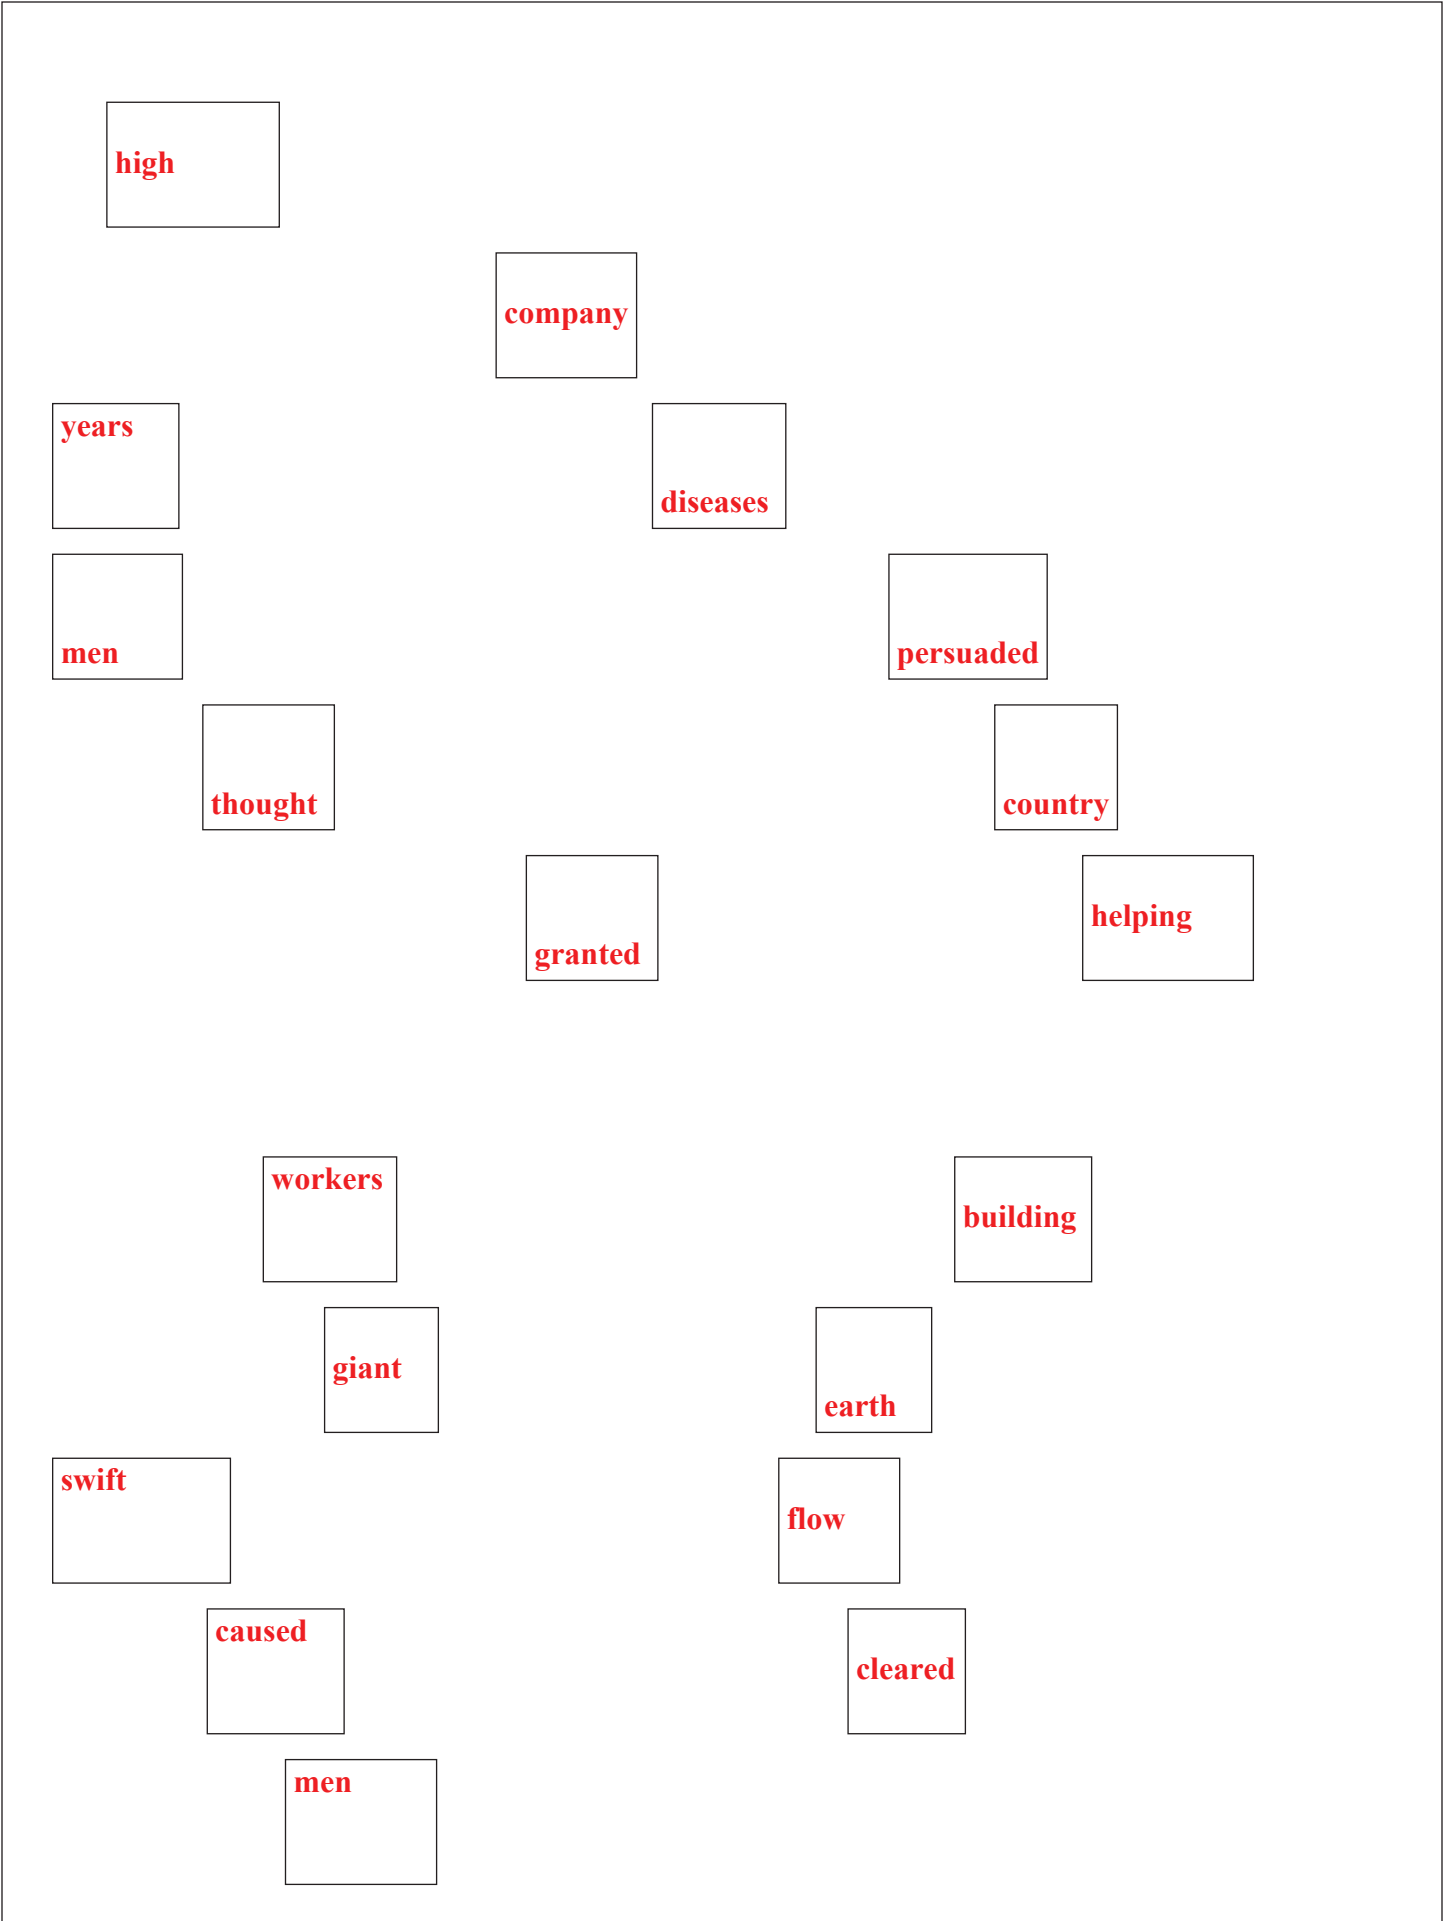 high
company
years
diseases
men
persuaded
thought
country
granted
helping
workers
building
giant
earth
swift
flow
caused
cleared
men